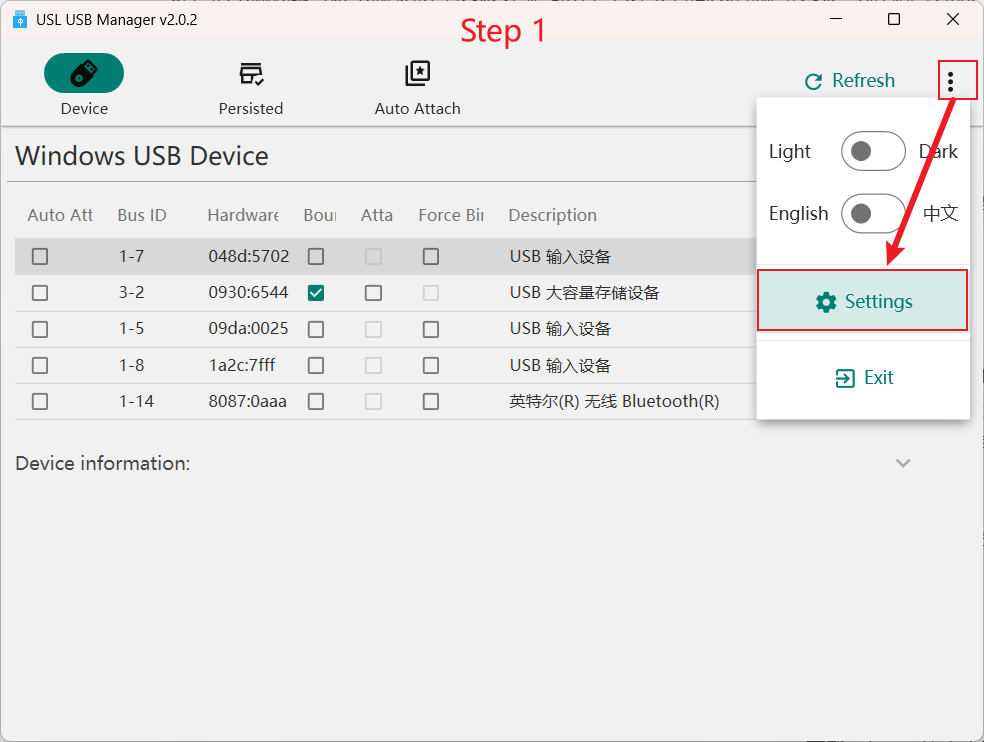 USL USB Manager v2.0.2
Step 1
Device
Persisted
Auto Attach
Refresh
Windows USB Device
Light
Dark
English
中文
Settings
Exit
Auto Att Bus ID Hardware Bou Atta Force Bi Description
1-7 048d:5702 USB 输入设备
3-2 0930:6544 USB 大容量存储设备
1-5 09da:0025 USB 输入设备
1-8 1a2c:7fff USB 输入设备
1-14 8087:0aaa 英特尔(R) 无线 Bluetooth(R)
Device information: